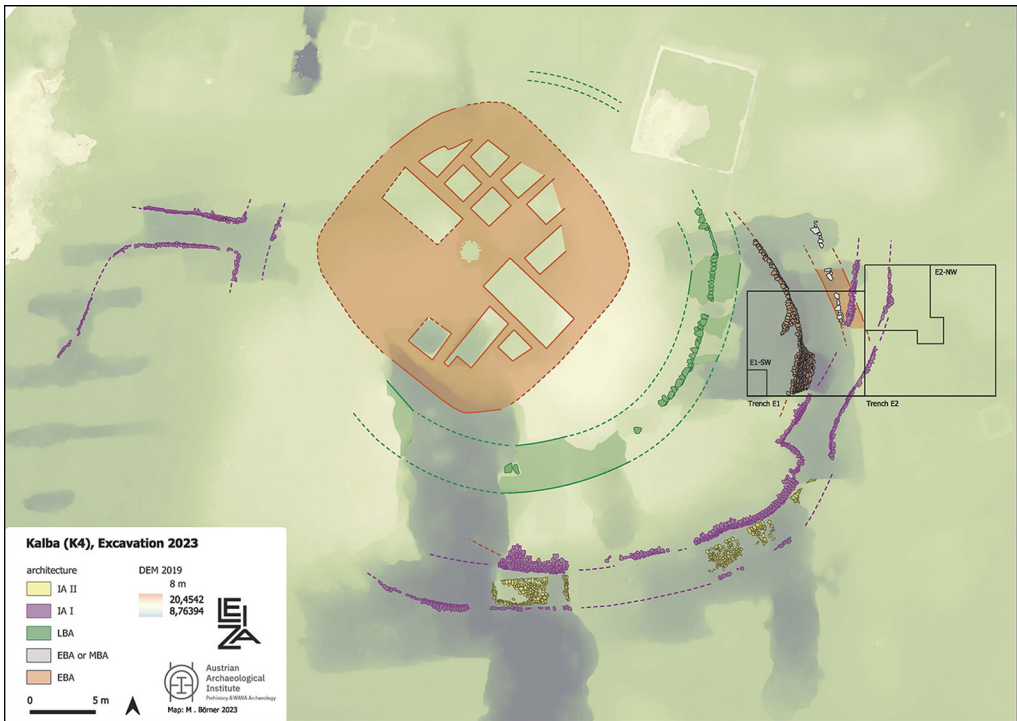 E2-NW
E1-SW
Trench E1
Trench E2
Kalba (K4), Excavation 2023
architecture
IA II
IA I
LBA
EBA or MBA
EBA
DEM 2019
8 m
20,4542
8,76394
LEIZA
Austrian
Archaeological
Institute
Prehistory & WANA Archaeology
Map: M . Börner 2023
0 5 m